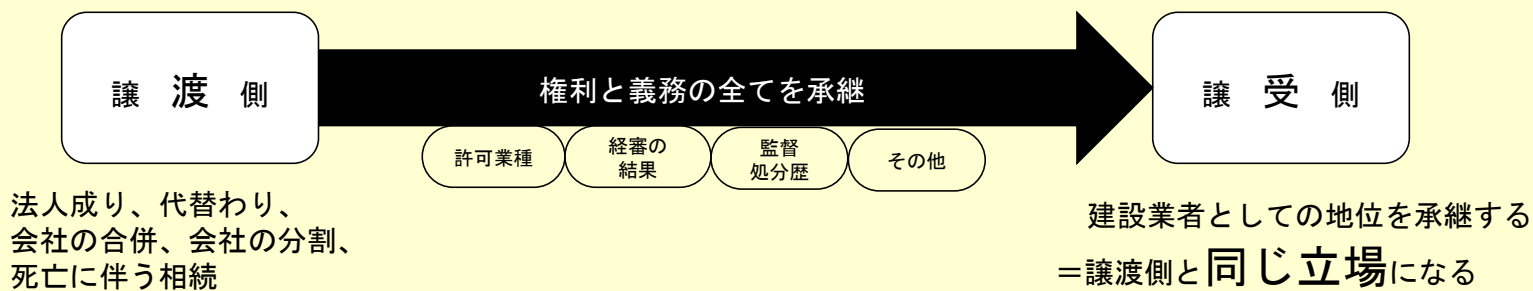 譲 渡 側
権利と義務の全てを承継
譲 受 側
許可業種
経審の
結果
監督
処分歴
その他
法人成り、代替わり、
会社の合併、会社の分割、
死亡に伴う相続
建設業者としての地位を承継する
＝譲渡側と同じ立場になる